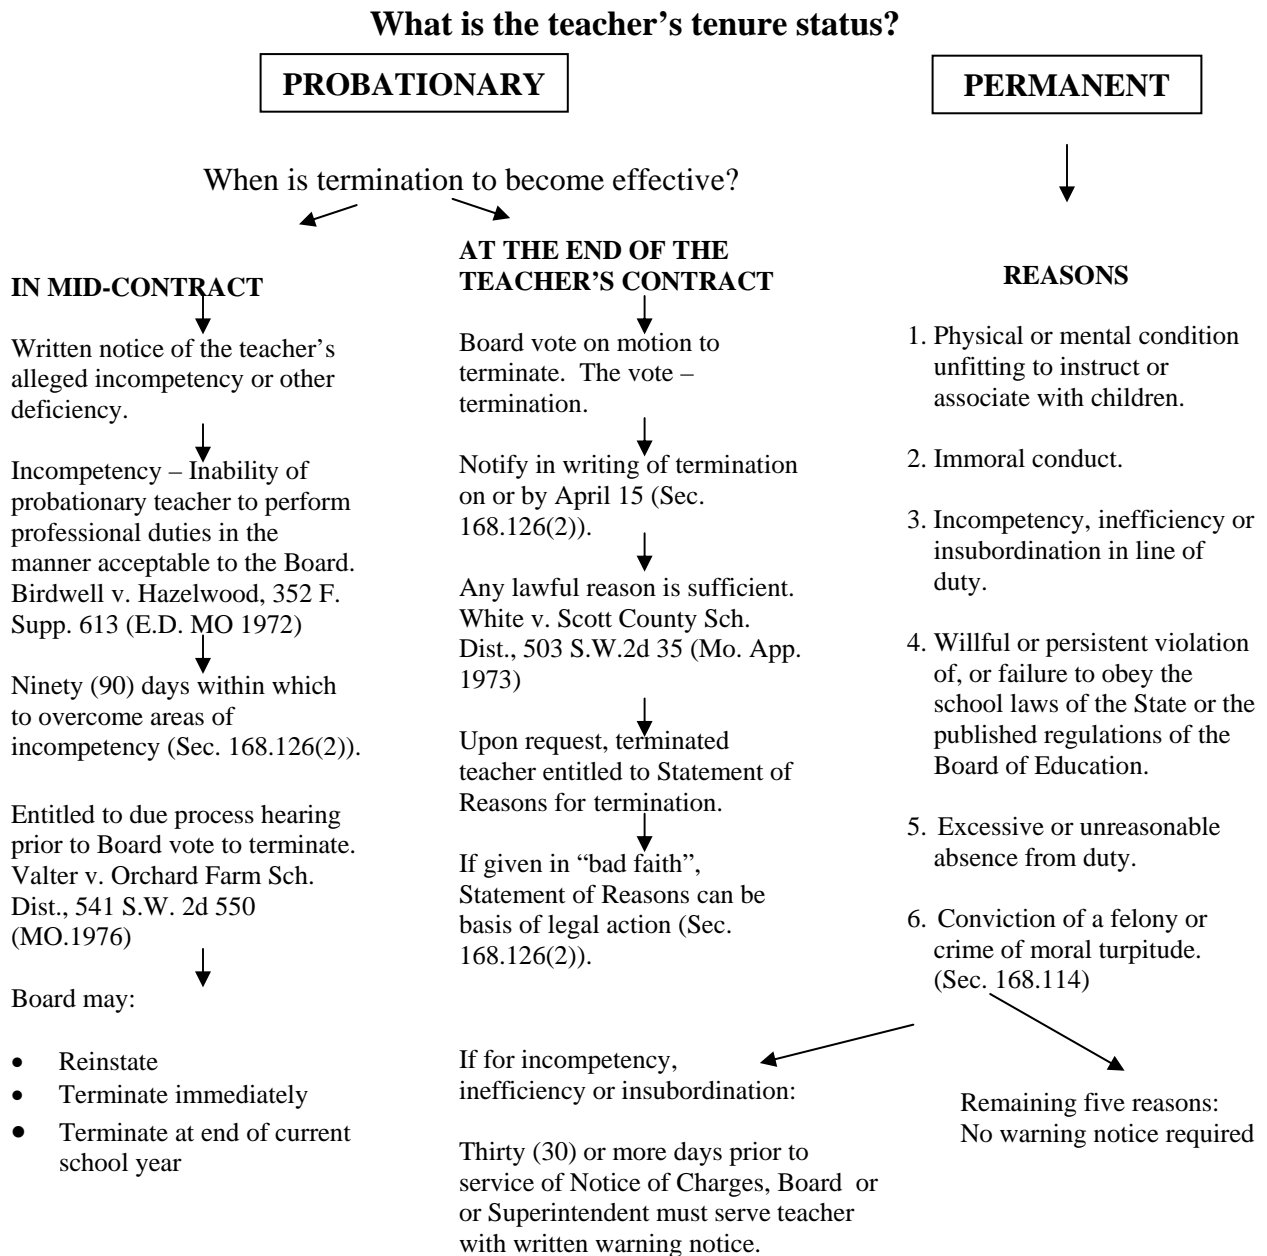 What is the teacher’s tenure status?
PROBATIONARY
PERMANENT
When is termination to become effective?
IN MID-CONTRACT
Written notice of the teacher’s
alleged incompetency or other
deficiency.
Incompetency – Inability of
probationary teacher to perform
professional duties in the
manner acceptable to the Board.
Birdwell v. Hazelwood, 352 F.
Supp. 613 (E.D. MO 1972)
Ninety (90) days within which
to overcome areas of
incompetency (Sec. 168.126(2)).
Entitled to due process hearing
prior to Board vote to terminate.
Valter v. Orchard Farm Sch.
Dist., 541 S.W. 2d 550
(MO.1976)
Board may:
• Reinstate
• Terminate immediately
• Terminate at end of current
school year
AT THE END OF THE
TEACHER’S CONTRACT
Board vote on motion to
terminate. The vote –
termination.
Notify in writing of termination
on or by April 15 (Sec.
168.126(2)).
Any lawful reason is sufficient.
White v. Scott County Sch.
Dist., 503 S.W.2d 35 (Mo. App.
1973)
Upon request, terminated
teacher entitled to Statement of
Reasons for termination.
If given in “bad faith”,
Statement of Reasons can be
basis of legal action (Sec.
168.126(2)).
REASONS
1. Physical or mental condition
unfitting to instruct or
associate with children.
2. Immoral conduct.
3. Incompetency, inefficiency or
insubordination in line of
duty.
4. Willful or persistent violation
of, or failure to obey the
school laws of the State or the
published regulations of the
Board of Education.
5. Excessive or unreasonable
absence from duty.
6. Conviction of a felony or
crime of moral turpitude.
(Sec. 168.114)
If for incompetency,
inefficiency or insubordination:
Thirty (30) or more days prior to
service of Notice of Charges, Board or
or Superintendent must serve teacher
with written warning notice.
Remaining five reasons:
No warning notice required